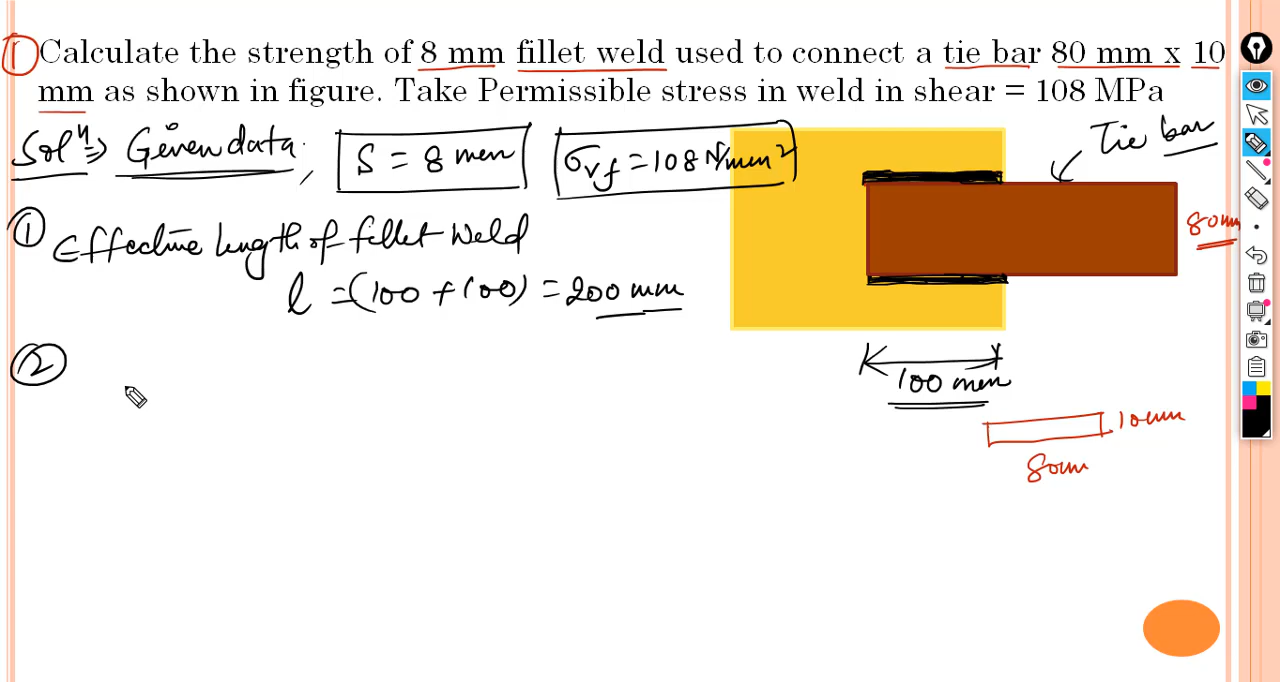 1 Calculate the strength of 8 mm fillet weld used to connect a tie bar 80 mm x 10
mm as shown in figure. Take Permissible stress in weld in shear = 108 MPa
Solⁿ ⇒ Given data, S = 8 mm σvf = 108 N/mm²
Tie bar
80mm
① Effective length of fillet weld
l = (100 + 100) = 200 mm
②
100 mm
10mm
80mm